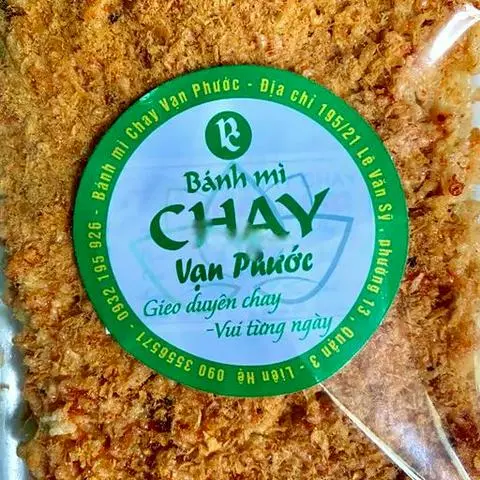 Bánh mì Chay Vạn Phước - Địa chỉ 195/21 Lê Văn Sỹ, phường 13, Quận 3 - Liên Hệ 090 3556571 - 0932 195 926 -
Bánh mì
CHAY
Vạn Phước
Gieo duyên chay
-Vui từng ngày